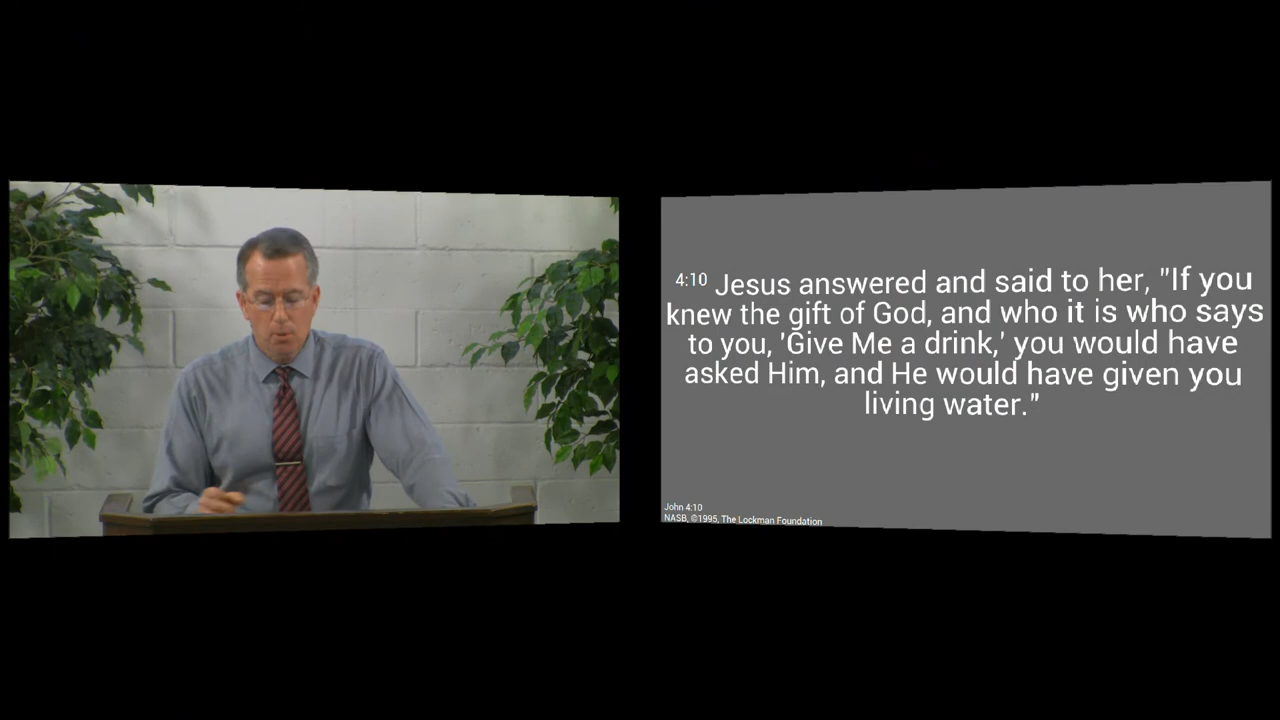 4:10 Jesus answered and said to her, "If you
knew the gift of God, and who it is who says
to you, 'Give Me a drink,' you would have
asked Him, and He would have given you
living water."
John 4:10
NASB, ©1995, The Lockman Foundation